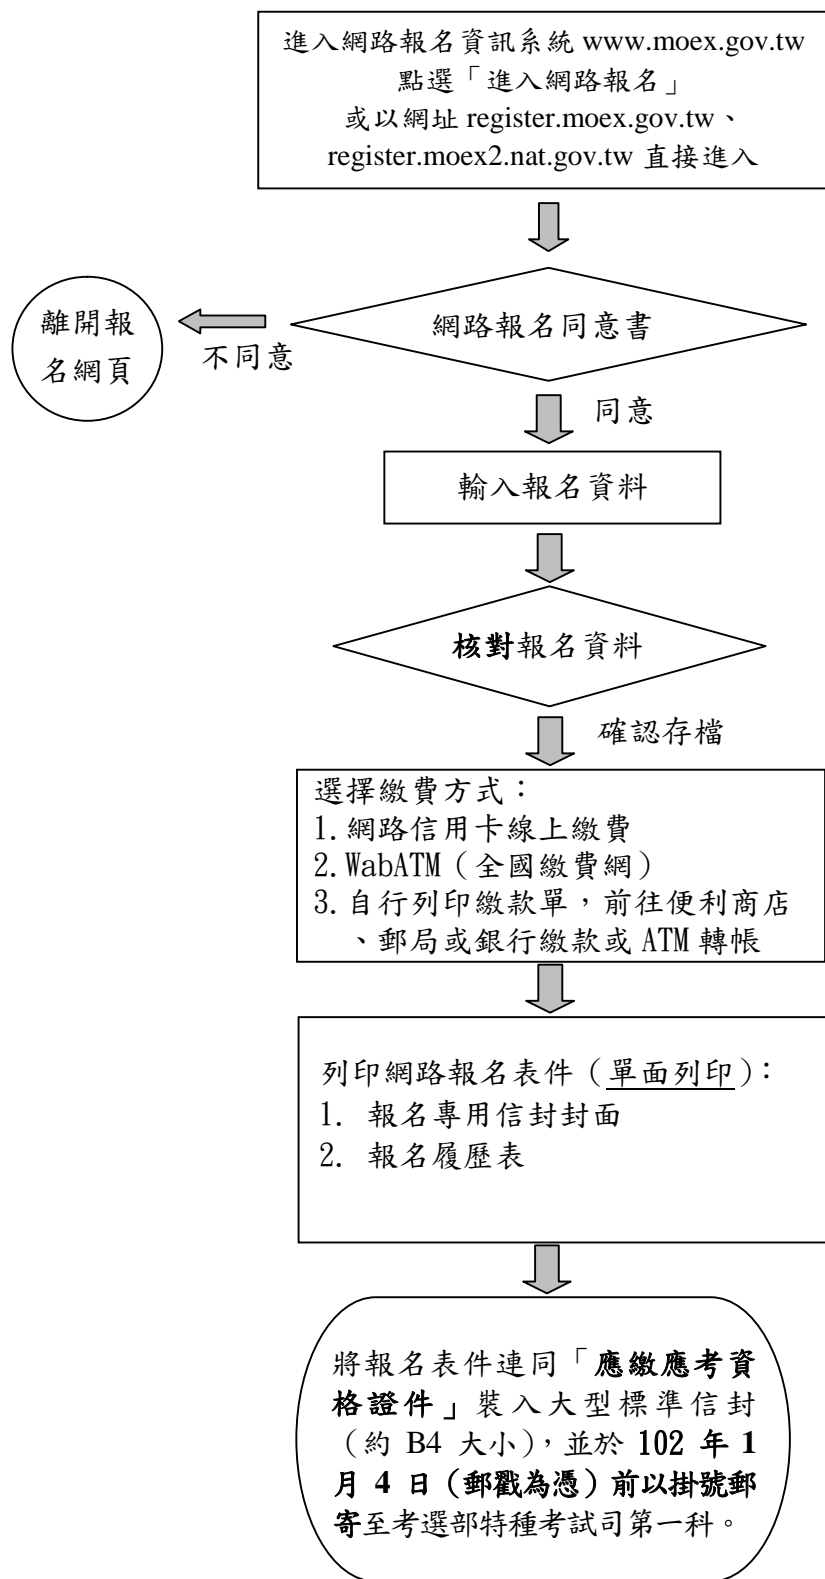 進入網路報名資訊系統 www.moex.gov.tw
點選「進入網路報名」
或以網址 register.moex.gov.tw、
register.moex2.nat.gov.tw 直接進入
網路報名同意書
離開報
名網頁
不同意
同意
輸入報名資料
核對報名資料
確認存檔
選擇繳費方式：
1.網路信用卡線上繳費
2.WabATM（全國繳費網）
3.自行列印繳款單，前往便利商店
、郵局或銀行繳款或 ATM 轉帳
列印網路報名表件（單面列印）：
1. 報名專用信封封面
2. 報名履歷表
將報名表件連同「應繳應考資
格證件」裝入大型標準信封
（約 B4 大小），並於 102 年 1
月 4 日（郵戳為憑）前以掛號郵
寄至考選部特種考試司第一科。